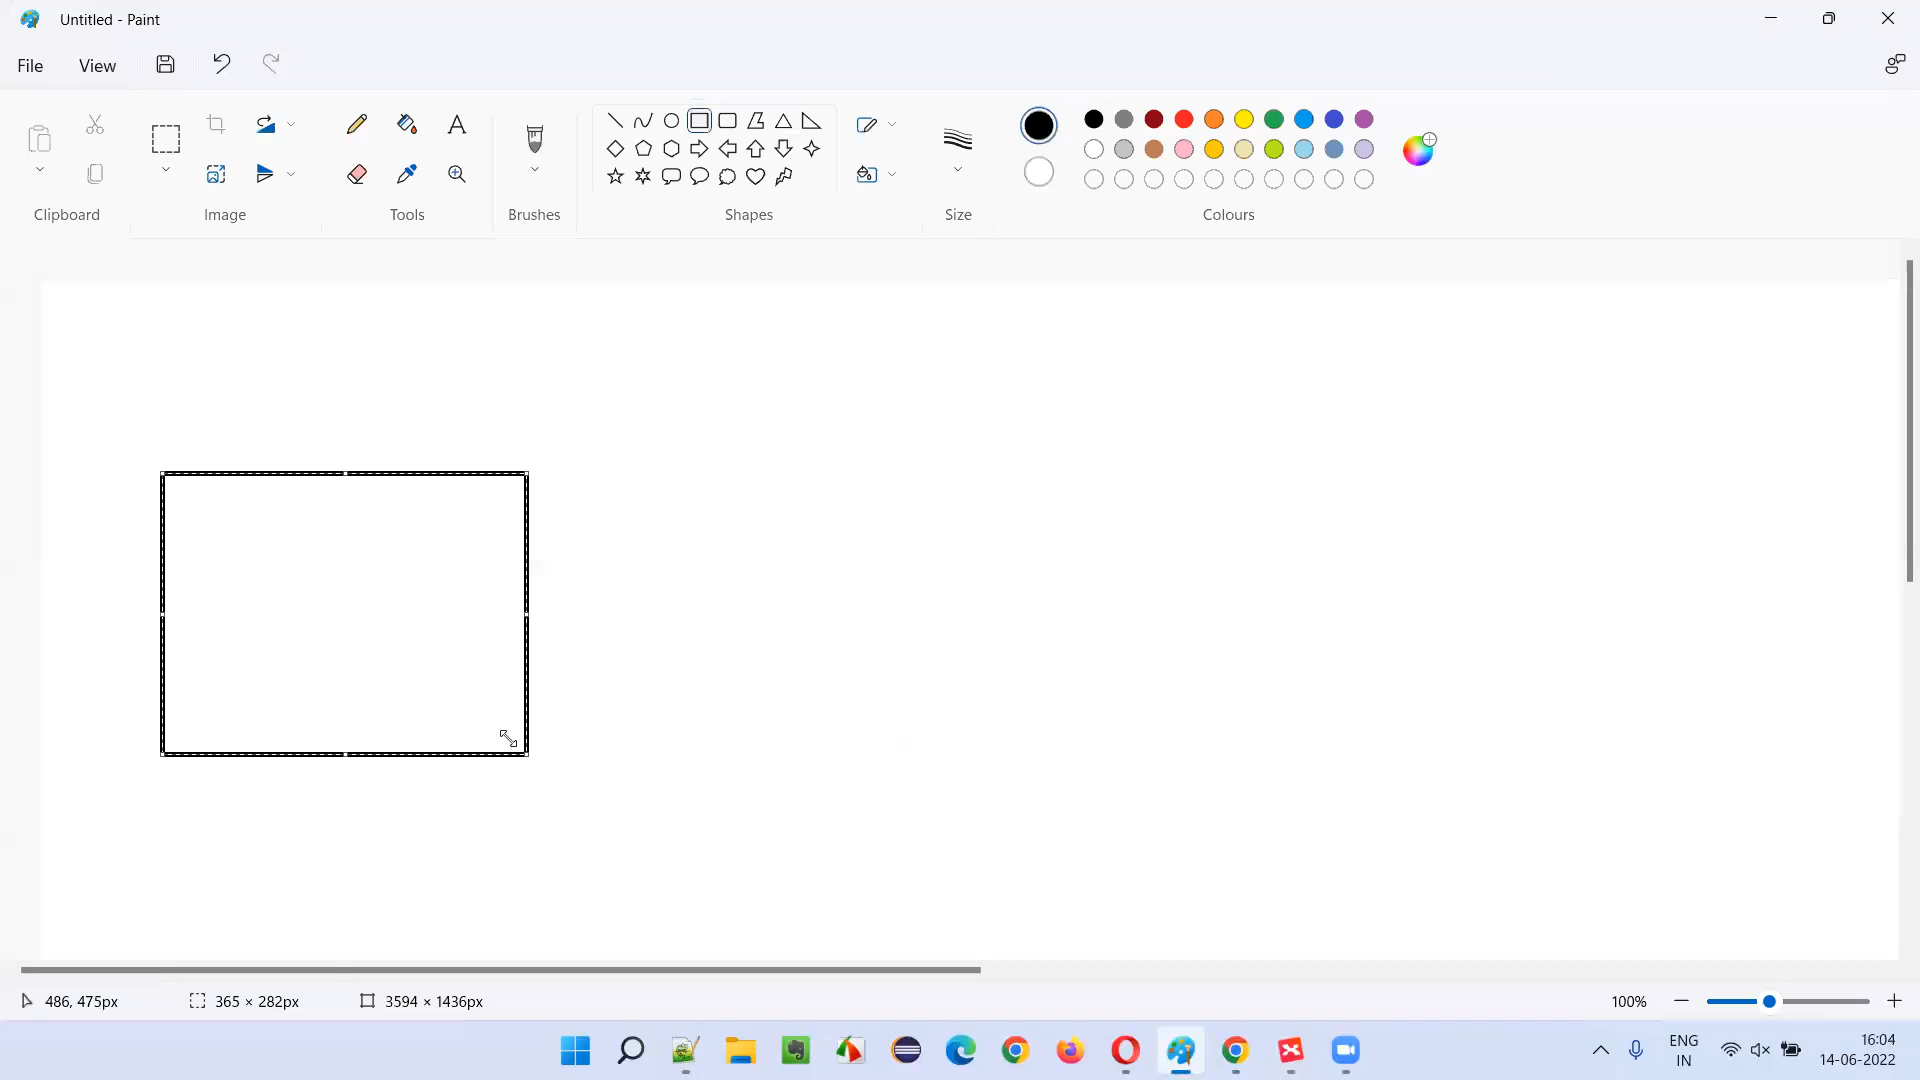 Untitled - Paint
File View
Clipboard Image Tools Brushes Shapes Size Colours
486, 475px 365 × 282px 3594 × 1436px 100%
ENG 16:04
IN 14-06-2022